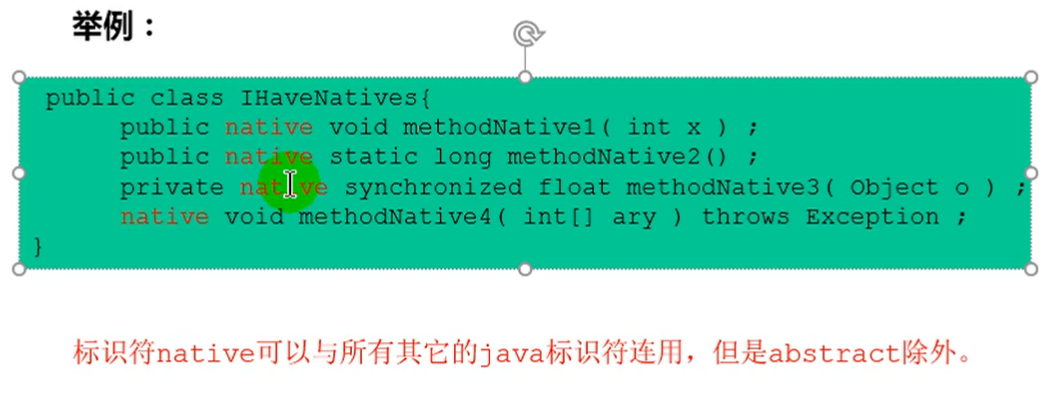 举例：
public class IHaveNatives{
public native void methodNative1( int x ) ;
public native static long methodNative2() ;
private native synchronized float methodNative3( Object o ) ;
native void methodNative4( int[] ary ) throws Exception ;
}
标识符native可以与所有其它的java标识符连用，但是abstract除外。